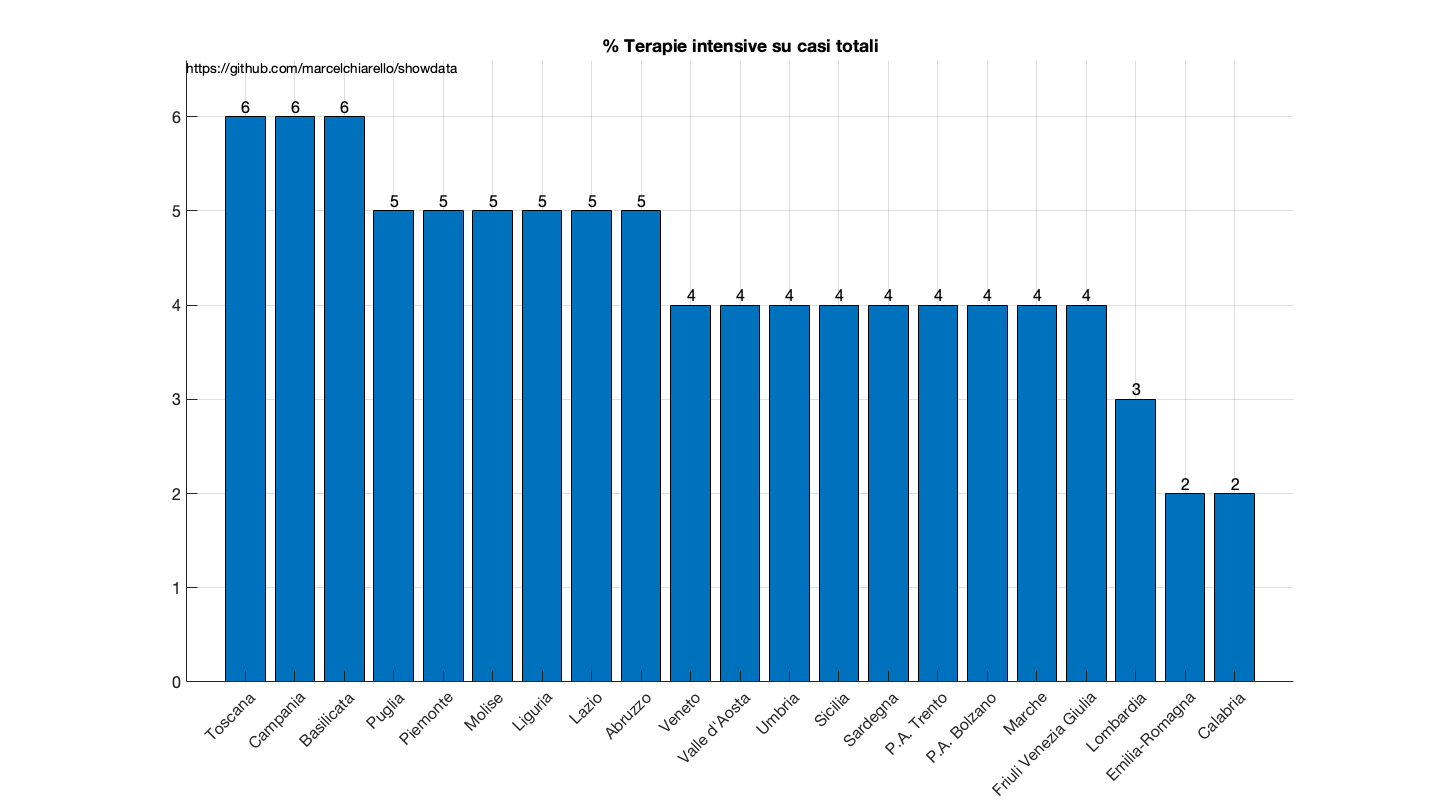 % Terapie intensive su casi totali
https://github.com/marcelchiarello/showdata
6 6 6 5 5 5 5 5 5 4 4 4 4 4 4 4 4 4 3 2 2
6
5
4
3
2
1
0
Toscana
Campania
Basilicata
Puglia
Piemonte
Molise
Liguria
Lazio
Abruzzo
Veneto
Valle d'Aosta
Umbria
Sicilia
Sardegna
P.A. Trento
P.A. Bolzano
Marche
Friuli Venezia Giulia
Lombardia
Emilia-Romagna
Calabria